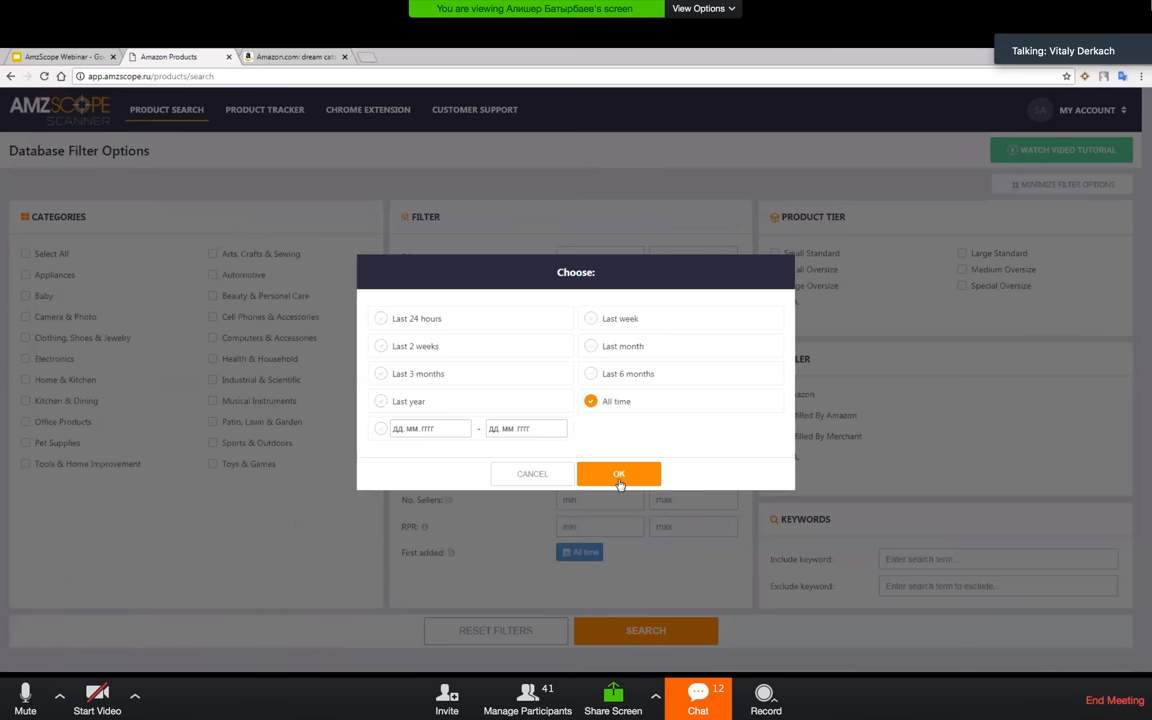 You are viewing Алишер Батырбаев's screen
View Options
Talking: Vitaly Derkach
AmzScope Webinar - Go
Amazon Products
Amazon.com: dream cat
app.amzscope.ru/products/search
AMZSCOPE SCANNER
PRODUCT SEARCH
PRODUCT TRACKER
CHROME EXTENSION
CUSTOMER SUPPORT
SA
MY ACCOUNT
Database Filter Options
WATCH VIDEO TUTORIAL
MINIMIZE FILTER OPTIONS
CATEGORIES
Select All
Arts, Crafts & Sewing
Appliances
Automotive
Baby
Beauty & Personal Care
Camera & Photo
Cell Phones & Accessories
Clothing, Shoes & Jewelry
Computers & Accessories
Electronics
Health & Household
Home & Kitchen
Industrial & Scientific
Kitchen & Dining
Musical Instruments
Office Products
Patio, Lawn & Garden
Pet Supplies
Sports & Outdoors
Tools & Home Improvement
Toys & Games
FILTER
Choose:
Last 24 hours
Last week
Last 2 weeks
Last month
Last 3 months
Last 6 months
Last year
All time
ДД.ММ.ГГГГ - ДД.ММ.ГГГГ
CANCEL
OK
No. Sellers:
min
max
RPR:
min
max
First added:
All time
PRODUCT TIER
Small Standard
Large Standard
Medium Oversize
Special Oversize
KEYWORDS
Include keyword:
Enter search term...
Exclude keyword:
Enter search term to exclude...
RESET FILTERS
SEARCH
Mute
Start Video
Invite
41
Manage Participants
Share Screen
12
Chat
Record
End Meeting